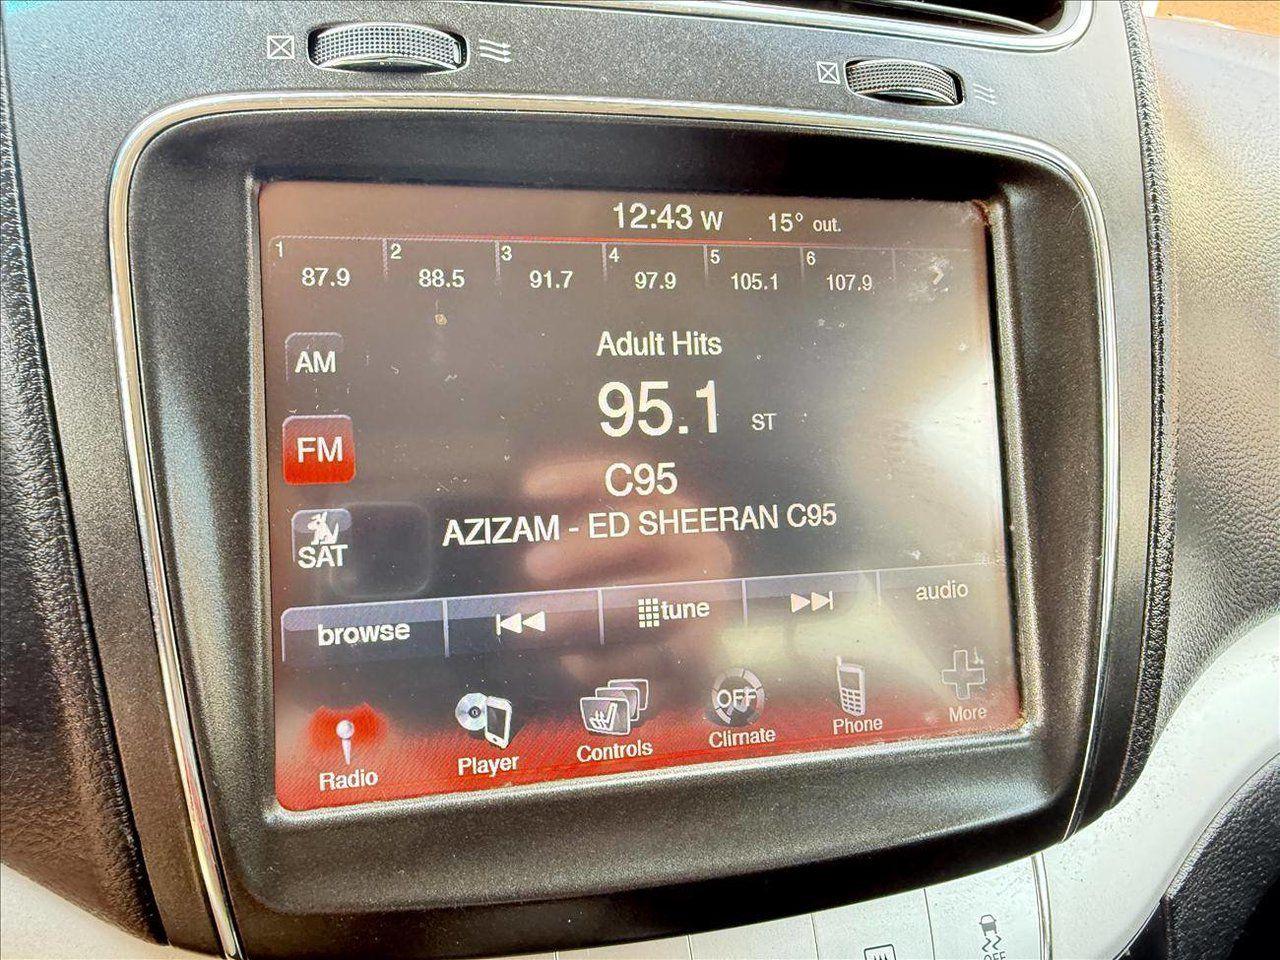 12:43 W 15° out.
1 2 3 4 5 6
87.9 88.5 91.7 97.9 105.1 107.9
Adult Hits
AM
95.1 ST
FM
C95
AZIZAM - ED SHEERAN C95
SAT
browse tune audio
OFF
Radio Player Controls Climate Phone More
OFF